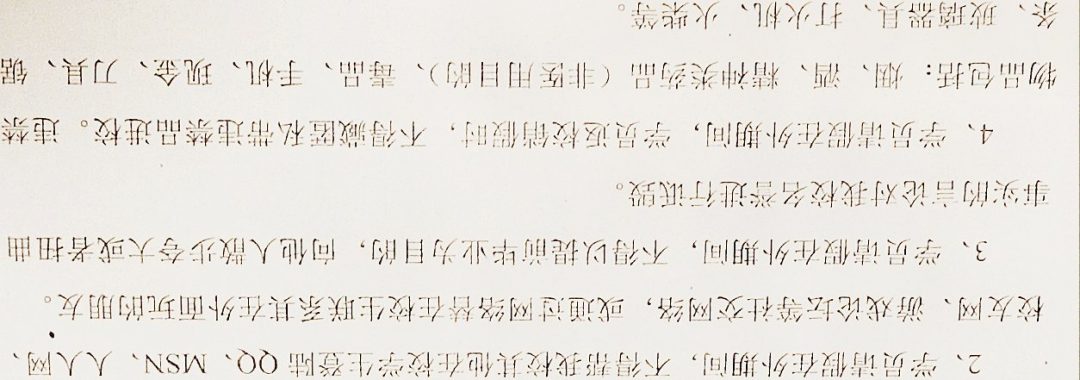 2、学员请假在外期间，不得帮我校其他在校学生登陆 QQ、MSN、人人网、
校友网、游戏论坛等社交网络，或通过网络替在校生联系其在外面玩的朋友。
3、学员请假在外期间，不得以提前毕业为目的，向他人散步夸大或者扭曲
事实的言论对我校名誉进行诋毁。
4、学员请假在外期间，学员返校销假时，不得藏匿私带违禁品进校。违禁
物品包括：烟、酒、精神类药品（非医用目的）、毒品、手机、现金、刀具、锯
条、玻璃器具、打火机、火柴等。